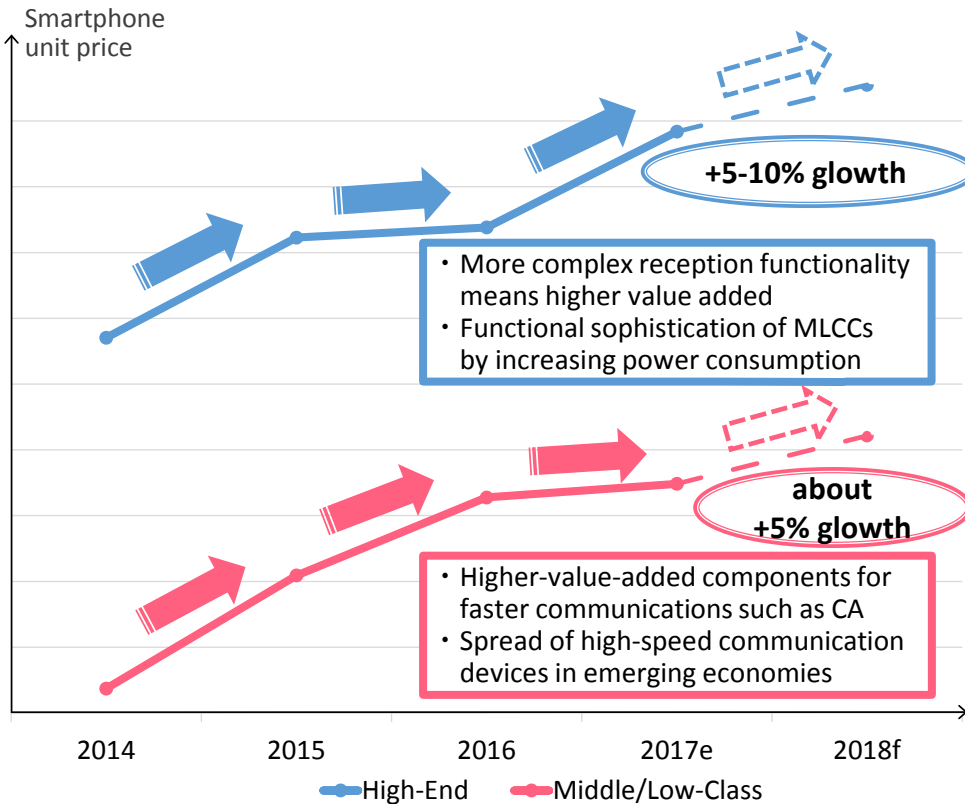 Smartphone
unit price
+5-10% glowth
・More complex reception functionality
means higher value added
・Functional sophistication of MLCCs
by increasing power consumption
about
+5% glowth
・Higher-value-added components for
faster communications such as CA
・Spread of high-speed communication
devices in emerging economies
2014 2015 2016 2017e 2018f
High-End Middle/Low-Class